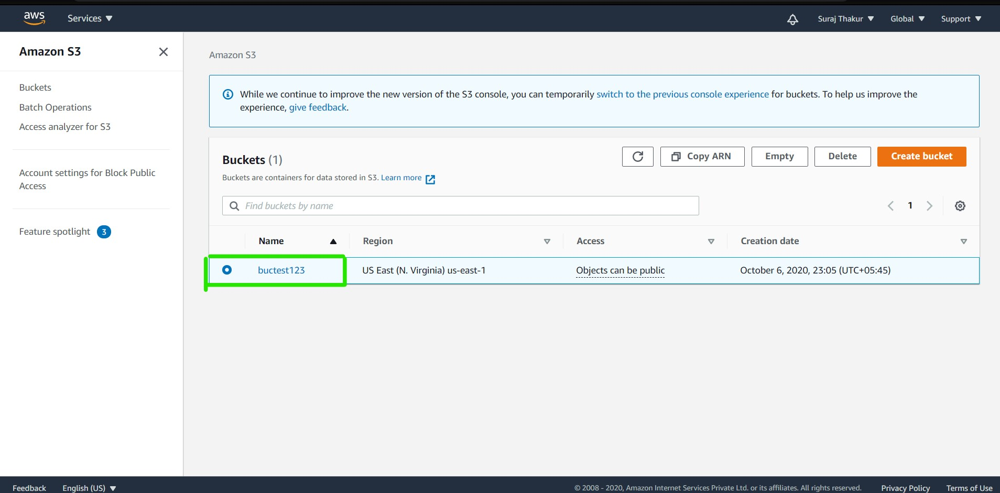 aws
Services
Suraj Thakur
Global
Support
Amazon S3
Buckets
Batch Operations
Access analyzer for S3
Account settings for Block Public
Access
Feature spotlight 3
Amazon S3
While we continue to improve the new version of the S3 console, you can temporarily switch to the previous console experience for buckets. To help us improve the
experience, give feedback.
Buckets (1)
Copy ARN
Empty
Delete
Create bucket
Buckets are containers for data stored in S3. Learn more
Find buckets by name
1
Name
Region
Access
Creation date
buctest123
US East (N. Virginia) us-east-1
Objects can be public
October 6, 2020, 23:05 (UTC+05:45)
Feedback
English (US)
© 2008 - 2020, Amazon Internet Services Private Ltd. or its affiliates. All rights reserved.
Privacy Policy
Terms of Use